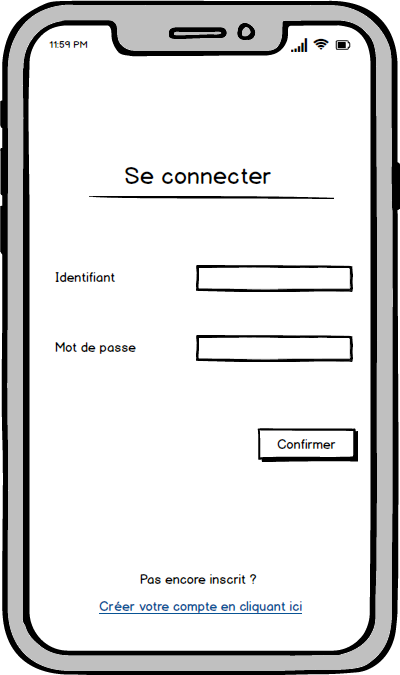 11:59 PM
Se connecter
Identifiant
Mot de passe
Confirmer
Pas encore inscrit ?
Créer votre compte en cliquant ici